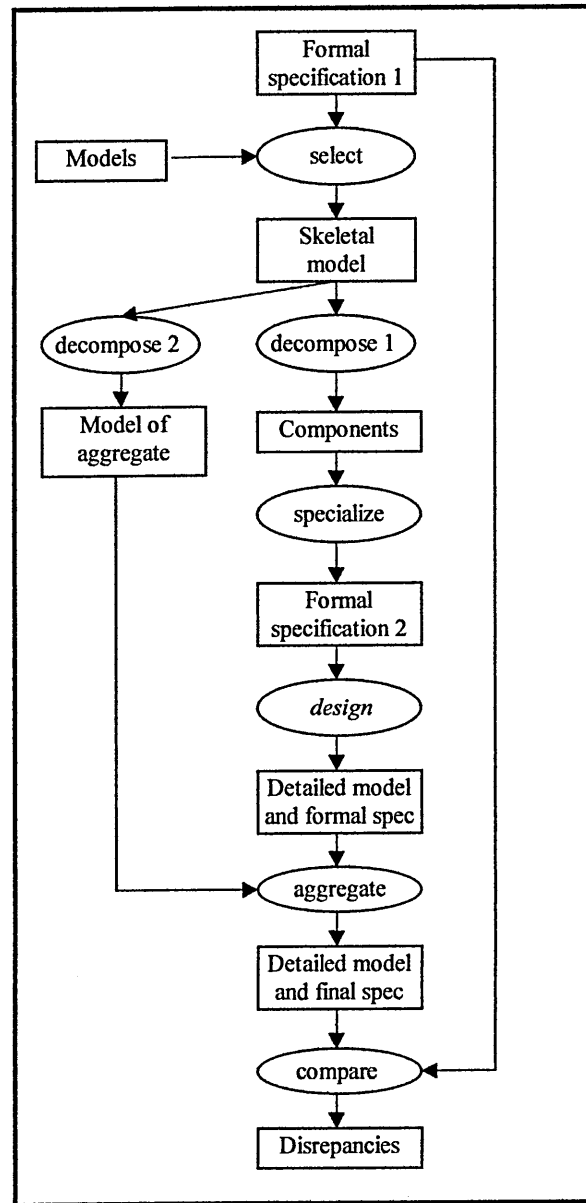 Formal
specification 1
Models
select
Skeletal
model
decompose 2
decompose 1
Model of
aggregate
Components
specialize
Formal
specification 2
design
Detailed model
and formal spec
aggregate
Detailed model
and final spec
compare
Disrepancies